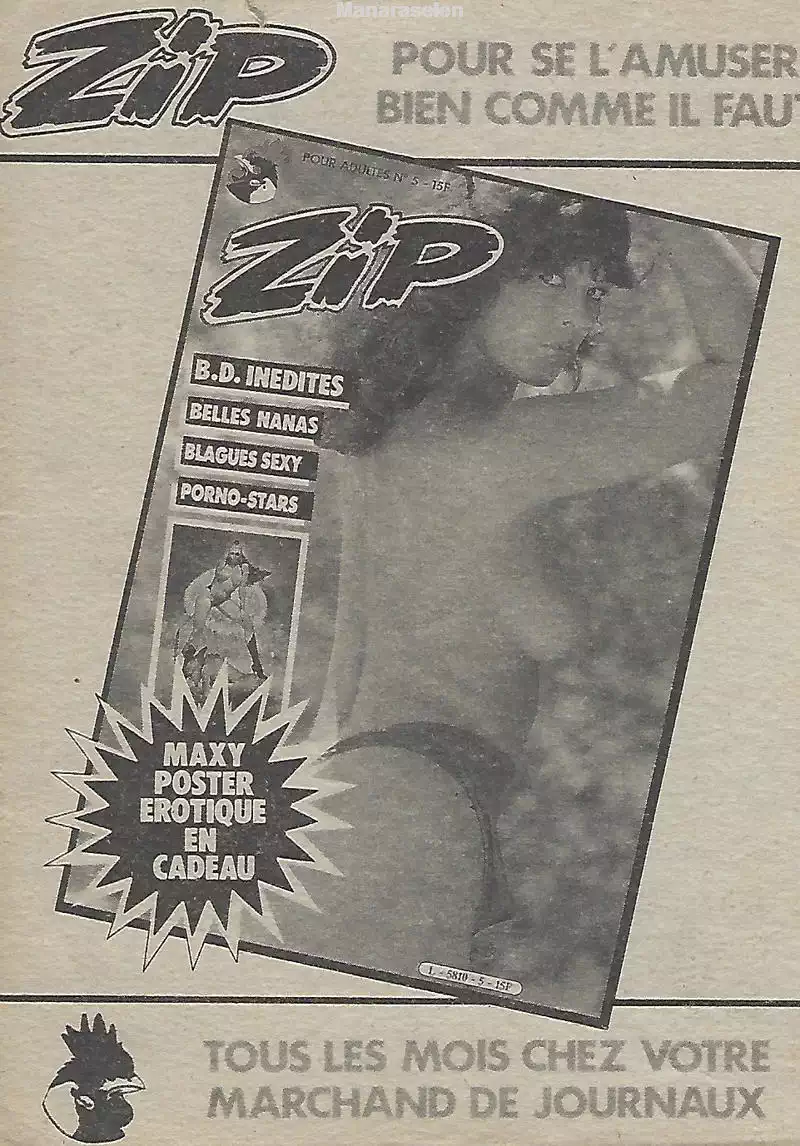 Manaraselen
ZiP
POUR SE L'AMUSER
BIEN COMME IL FAUT
POUR ADULTES N° 5 - 15F
ZiP
B.D. INEDITES
BELLES NANAS
BLAGUES SEXY
PORNO-STARS
MAXY
POSTER
EROTIQUE
EN
CADEAU
L - 5810 - 5 - 15F
TOUS LES MOIS CHEZ VOTRE
MARCHAND DE JOURNAUX